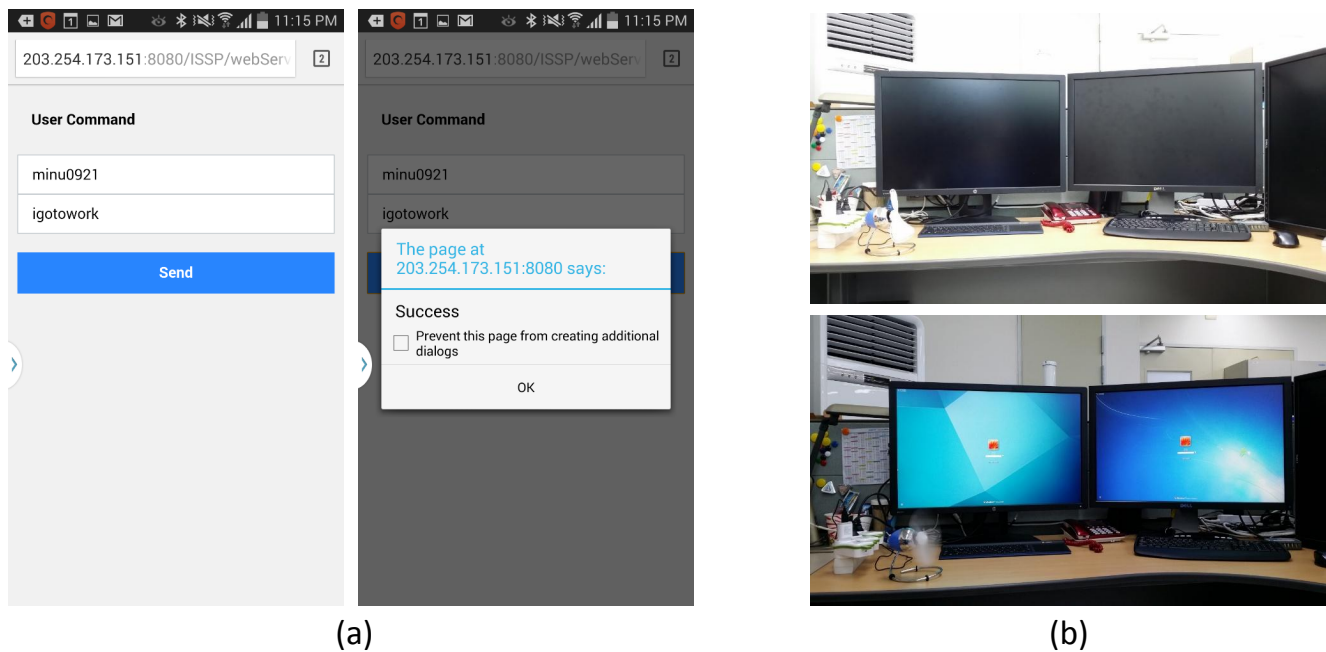 11:15 PM
203.254.173.151:8080/ISSP/webServ
2
User Command
minu0921
igotowork
Send
11:15 PM
203.254.173.151:8080/ISSP/webServ
2
User Command
minu0921
igotowork
The page at
203.254.173.151:8080 says:
Success
Prevent this page from creating additional
dialogs
OK
DELL
DELL
(a)
(b)